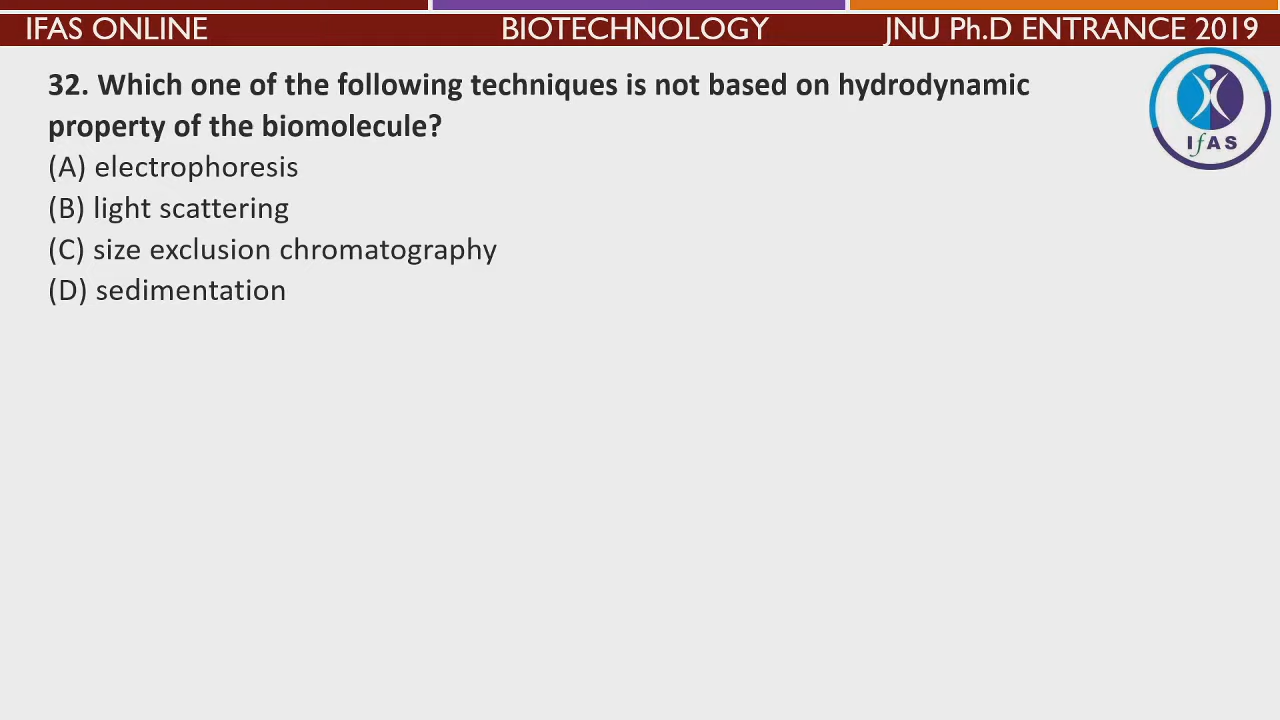 IFAS ONLINE BIOTECHNOLOGY JNU Ph.D ENTRANCE 2019
32. Which one of the following techniques is not based on hydrodynamic
property of the biomolecule?
(A) electrophoresis
(B) light scattering
(C) size exclusion chromatography
(D) sedimentation
IfAS